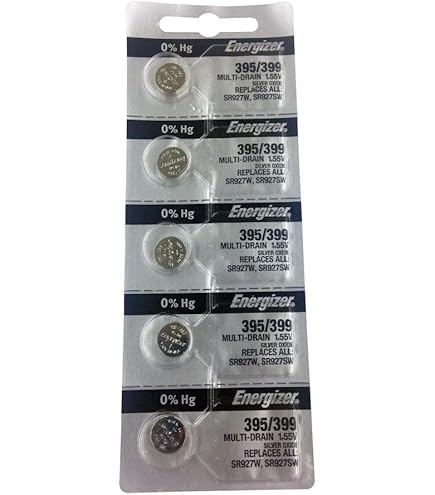 0% Hg Energizer.
395/399
MULTI-DRAIN 1.55V
SILVER OXIDE
REPLACES ALL:
SR927W, SR927SW
0% Hg Energizer.
395/399
MULTI-DRAIN 1.55V
SILVER OXIDE
REPLACES ALL:
SR927W, SR927SW
0% Hg Energizer.
395/399
MULTI-DRAIN 1.55V
SILVER OXIDE
REPLACES ALL:
SR927W, SR927SW
0% Hg Energizer.
395/399
MULTI-DRAIN 1.55V
SILVER OXIDE
REPLACES ALL:
SR927W, SR927SW
0% Hg Energizer.
395/399
MULTI-DRAIN 1.55V
SILVER OXIDE
REPLACES ALL:
SR927W, SR927SW